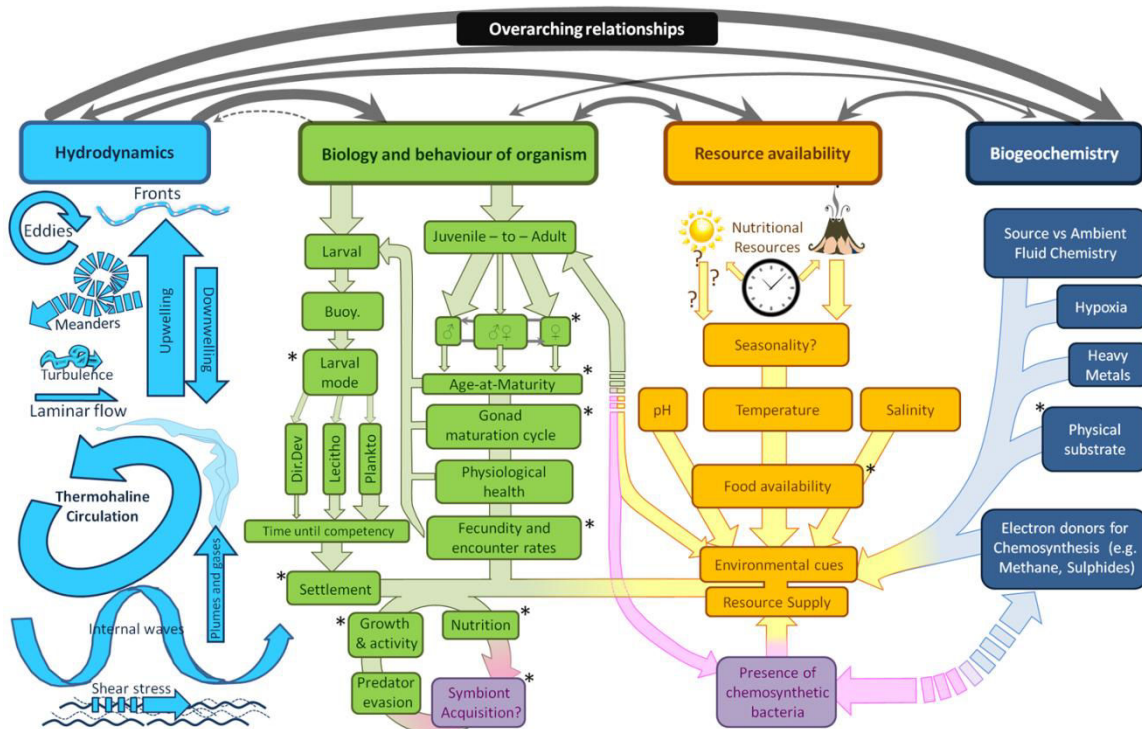 Overarching relationships
Hydrodynamics
Biology and behaviour of organism
Resource availability
Biogeochemistry
Fronts
Eddies
Meanders
Turbulence
Laminar flow
Upwelling
Downwelling
Thermohaline
Circulation
Plumes and gases
Internal waves
Shear stress
Larval
Buoy.
*
Larval
mode
Dir.Dev
Lecitho
Plankto
Time until competency
*
Settlement
Juvenile – to – Adult
♂
♂♀
♀
*
Age-at-Maturity
*
Gonad
maturation cycle
*
Physiological
health
Fecundity and
encounter rates
*
*
Growth
& activity
Nutrition
*
Predator
evasion
Symbiont
Acquisition?
*
Nutritional
Resources
?
?
?
Seasonality?
pH
Temperature
Salinity
Food availability
*
Environmental cues
Resource Supply
Presence of
chemosynthetic
bacteria
Source vs Ambient
Fluid Chemistry
Hypoxia
Heavy
Metals
*
Physical
substrate
Electron donors for
Chemosynthesis (e.g.
Methane, Sulphides)